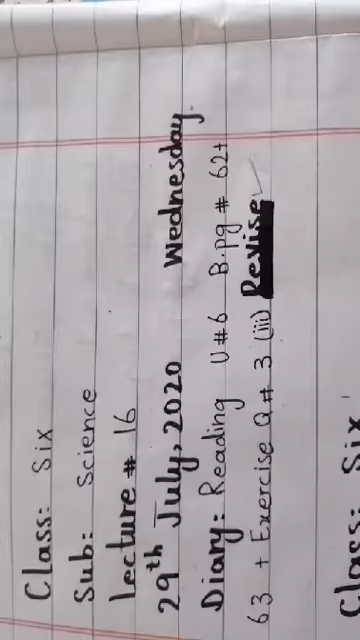 Class: Six
Sub: Science
Lecture # 16
29th July, 2020 Wednesday.
Diary: Reading U#6 B.pg # 62+
63 + Exercise Q# 3 (iii) Revise
Class: Six